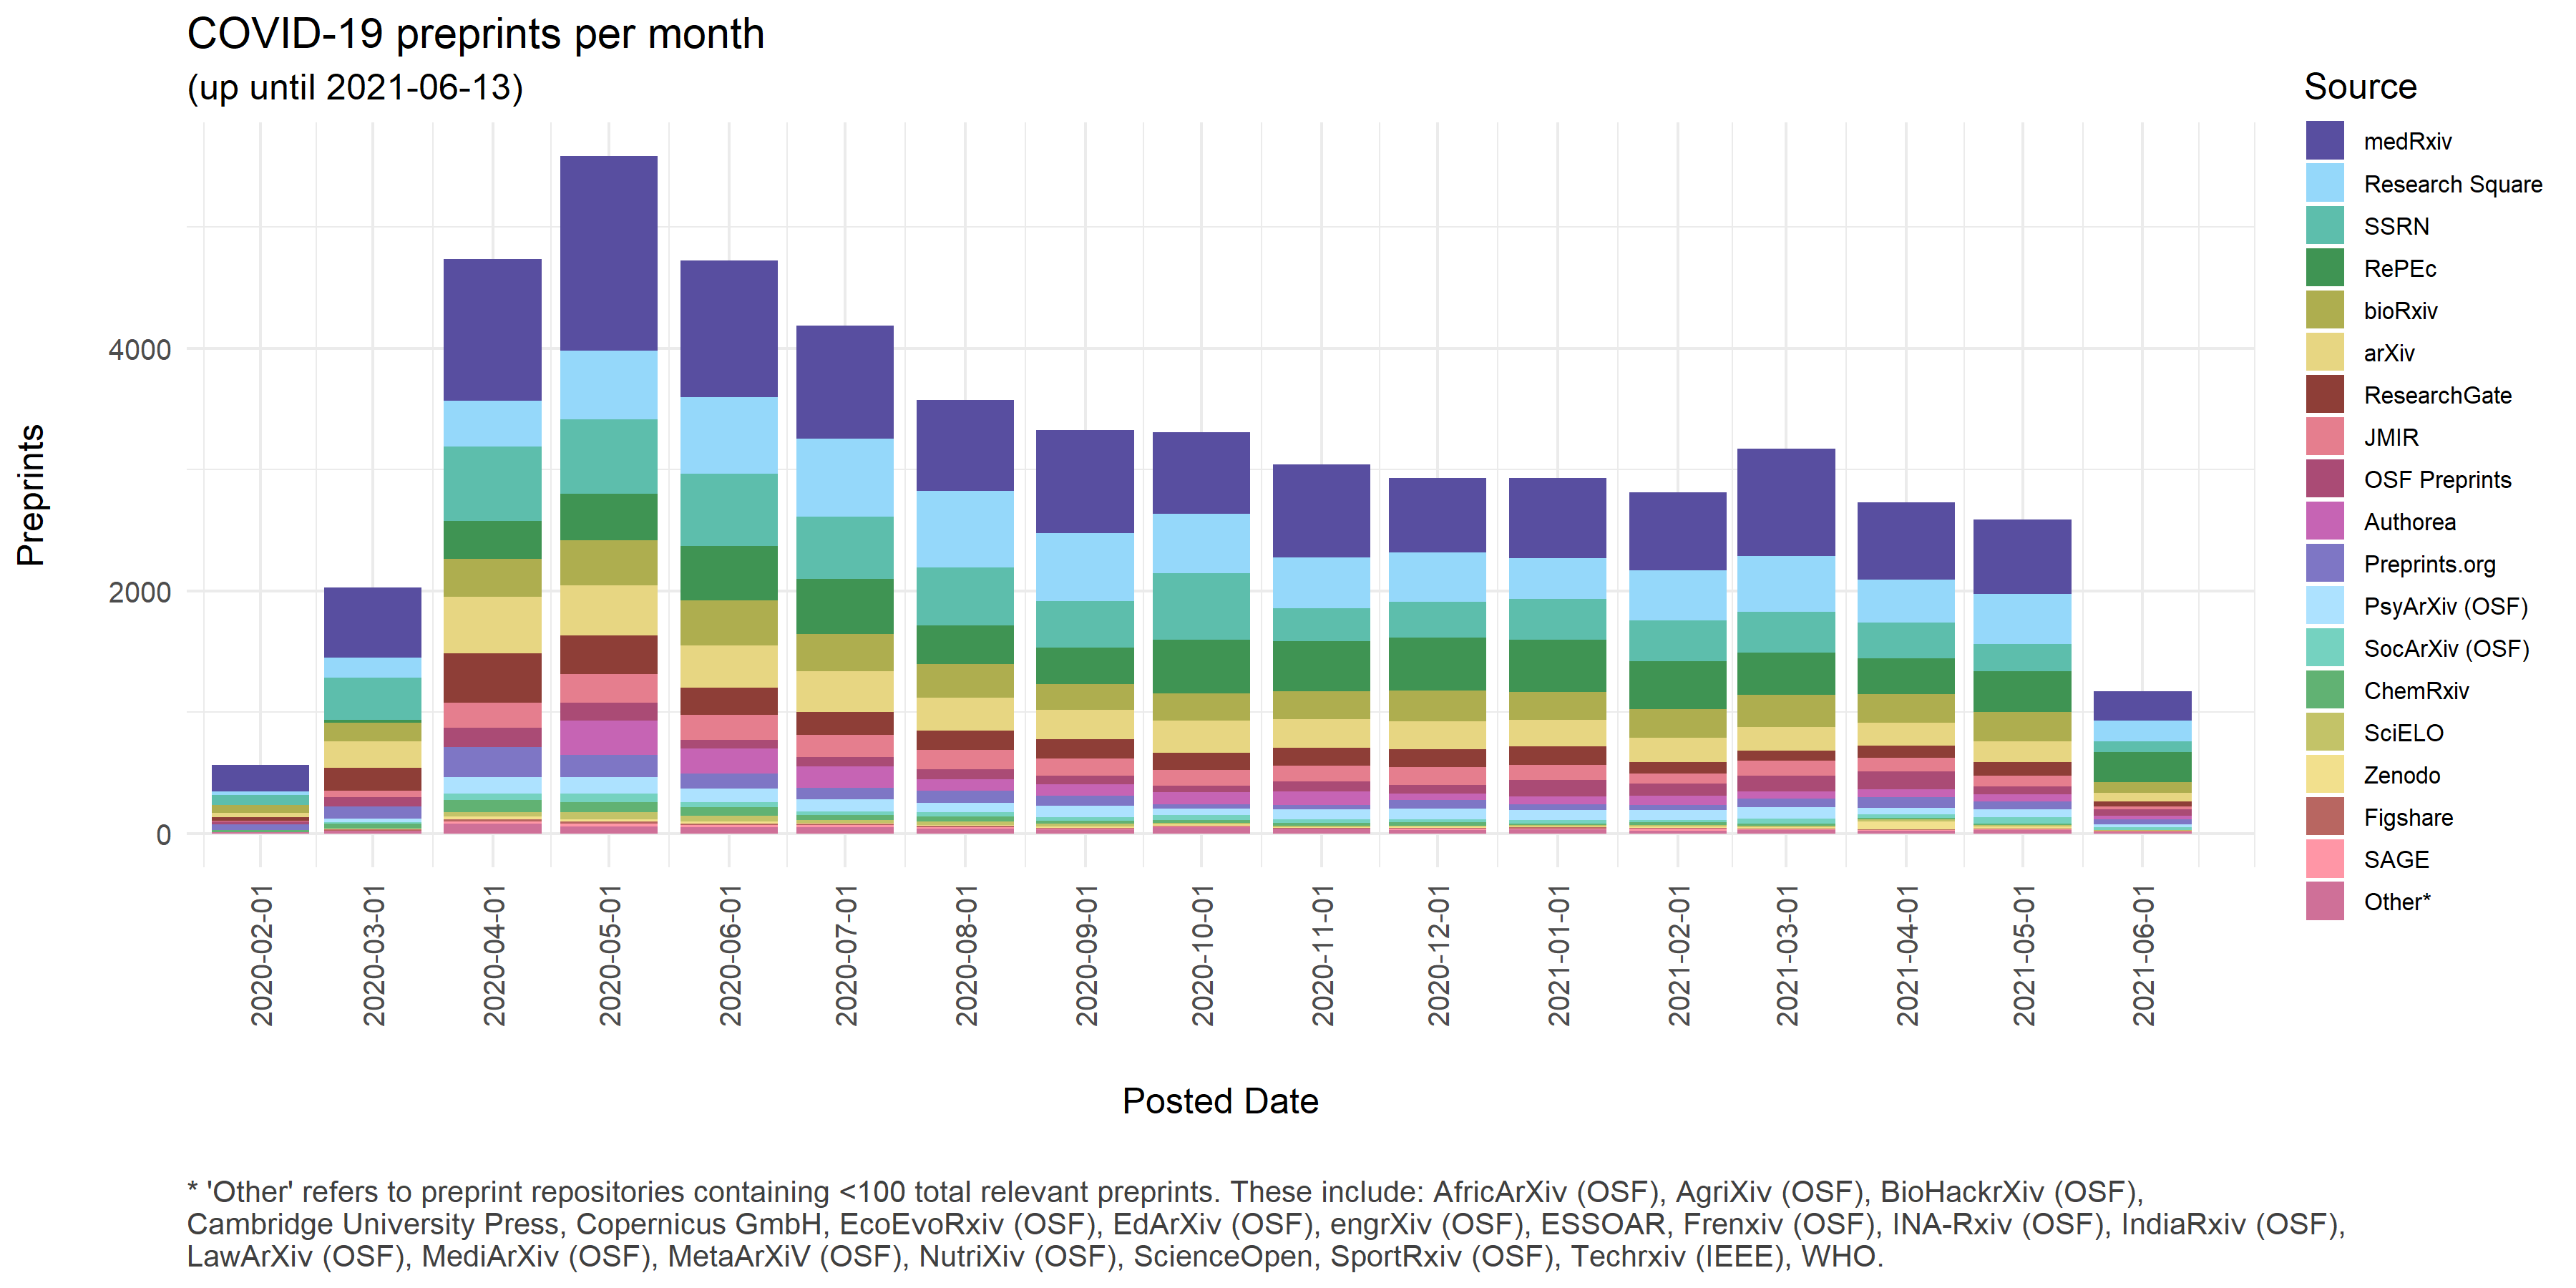 COVID-19 preprints per month
(up until 2021-06-13)
Source
medRxiv
Research Square
SSRN
RePEc
bioRxiv
arXiv
ResearchGate
JMIR
OSF Preprints
Authorea
Preprints.org
PsyArXiv (OSF)
SocArXiv (OSF)
ChemRxiv
SciELO
Zenodo
Figshare
SAGE
Other*
Preprints
4000
2000
0
2020-02-01
2020-03-01
2020-04-01
2020-05-01
2020-06-01
2020-07-01
2020-08-01
2020-09-01
2020-10-01
2020-11-01
2020-12-01
2021-01-01
2021-02-01
2021-03-01
2021-04-01
2021-05-01
2021-06-01
Posted Date
* 'Other' refers to preprint repositories containing <100 total relevant preprints. These include: AfricArXiv (OSF), AgriXiv (OSF), BioHackrXiv (OSF),
Cambridge University Press, Copernicus GmbH, EcoEvoRxiv (OSF), EdArXiv (OSF), engrXiv (OSF), ESSOAR, Frenxiv (OSF), INA-Rxiv (OSF), IndiaRxiv (OSF),
LawArXiv (OSF), MediArXiv (OSF), MetaArXiV (OSF), NutriXiv (OSF), ScienceOpen, SportRxiv (OSF), Techrxiv (IEEE), WHO.